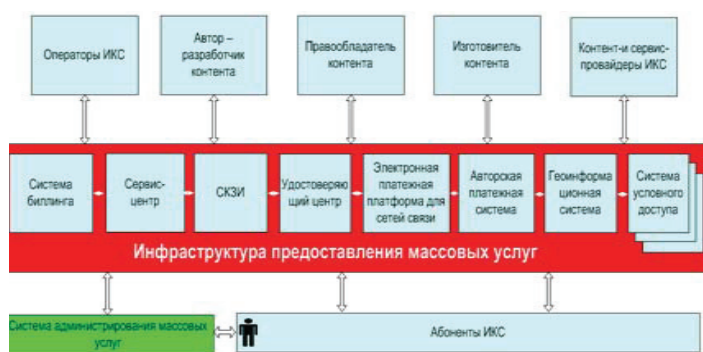 Операторы ИКС
Автор –
разработчик
контента
Правообладатель
контента
Изготовитель
контента
Контент-и сервис-
провайдеры ИКС
Система
биллинга
Сервис-
центр
СКЗИ
Удостоверяю
щий центр
Электронная
платежная
платформа для
сетей связи
Авторская
платежная
система
Геоинформа
ционная
система
Система
условного
доступа
Инфраструктура предоставления массовых услуг
Система администрирования массовых
услуг
Абоненты ИКС